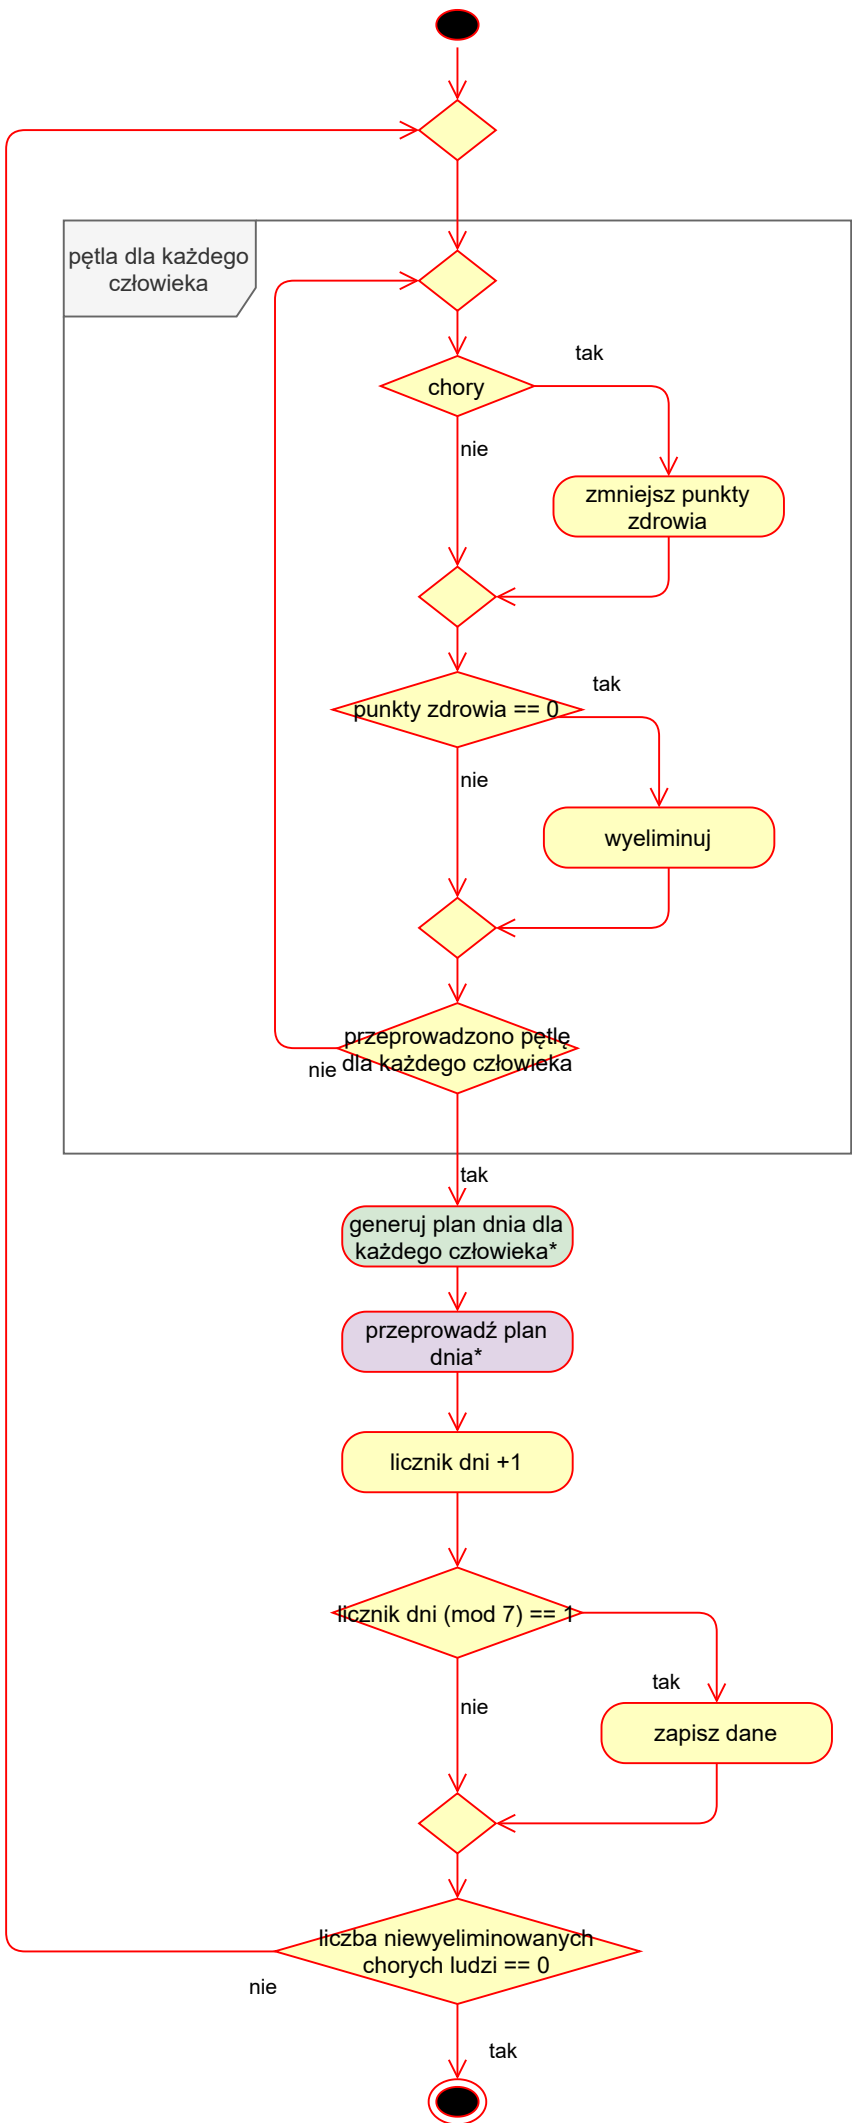 pętla dla każdego
człowieka
chory
tak
nie
zmniejsz punkty
zdrowia
punkty zdrowia == 0
tak
nie
wyeliminuj
przeprowadzono pętlę
dla każdego człowieka
nie
tak
generuj plan dnia dla
każdego człowieka*
przeprowadź plan
dnia*
licznik dni +1
licznik dni (mod 7) == 1
tak
nie
zapisz dane
liczba niewyeliminowanych
chorych ludzi == 0
nie
tak